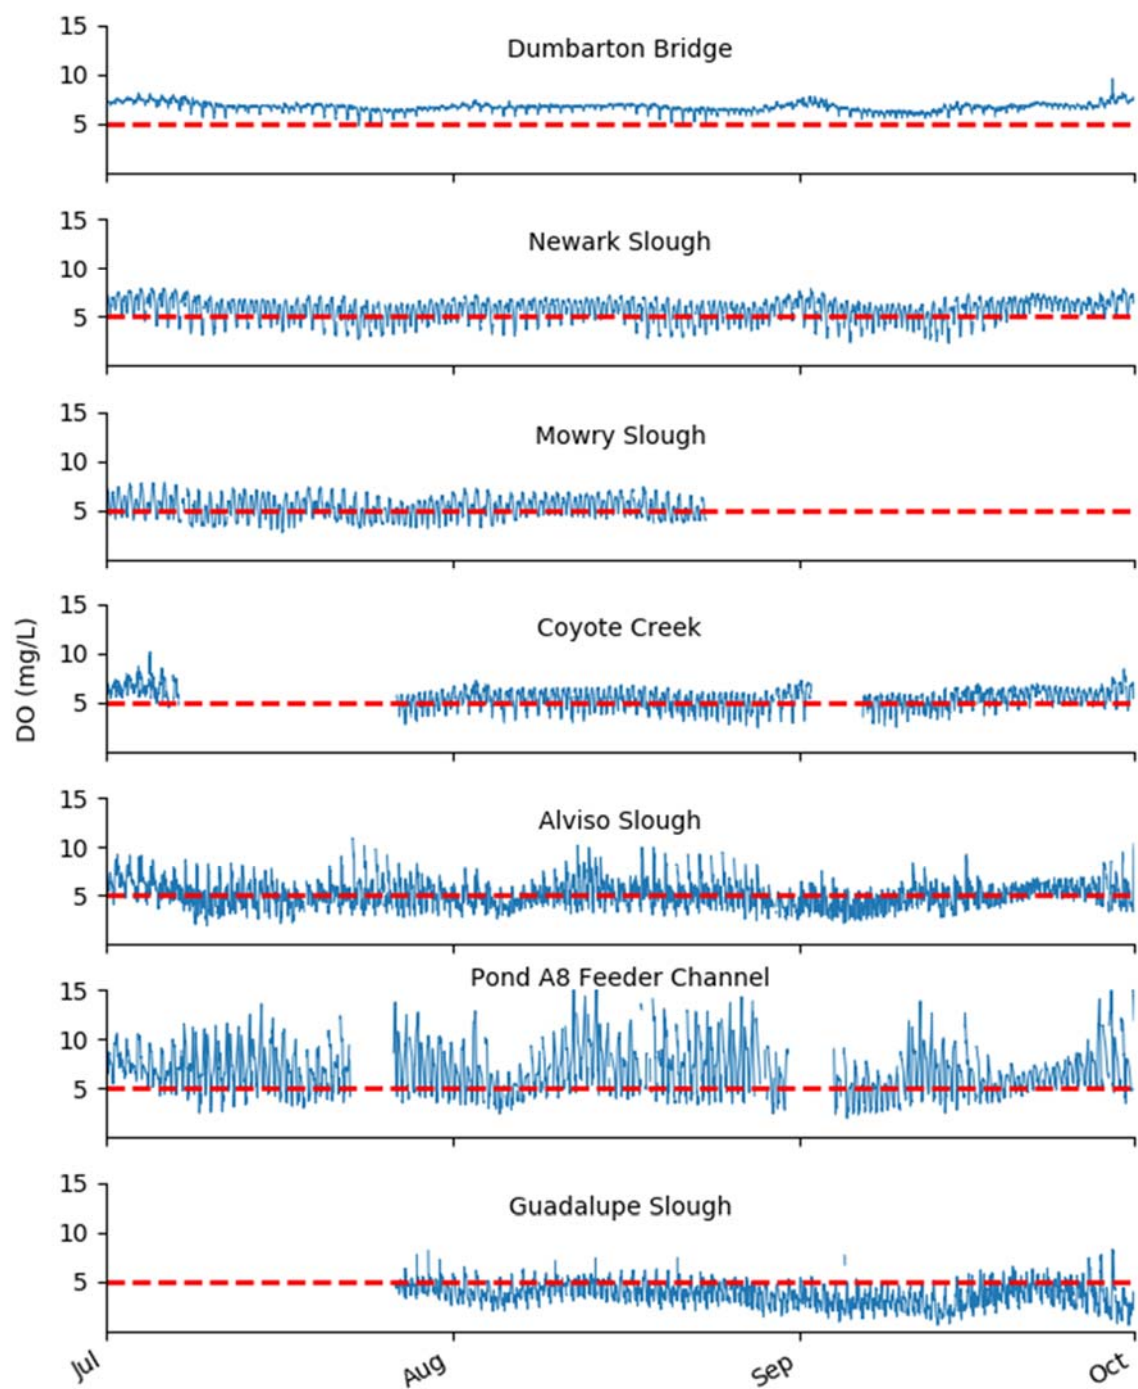 15
Dumbarton Bridge
10
5
15
Newark Slough
10
5
15
Mowry Slough
10
5
15
Coyote Creek
10
5
DO (mg/L)
15
Alviso Slough
10
5
Pond A8 Feeder Channel
15
10
5
15
Guadalupe Slough
10
5
Jul Aug Sep Oct